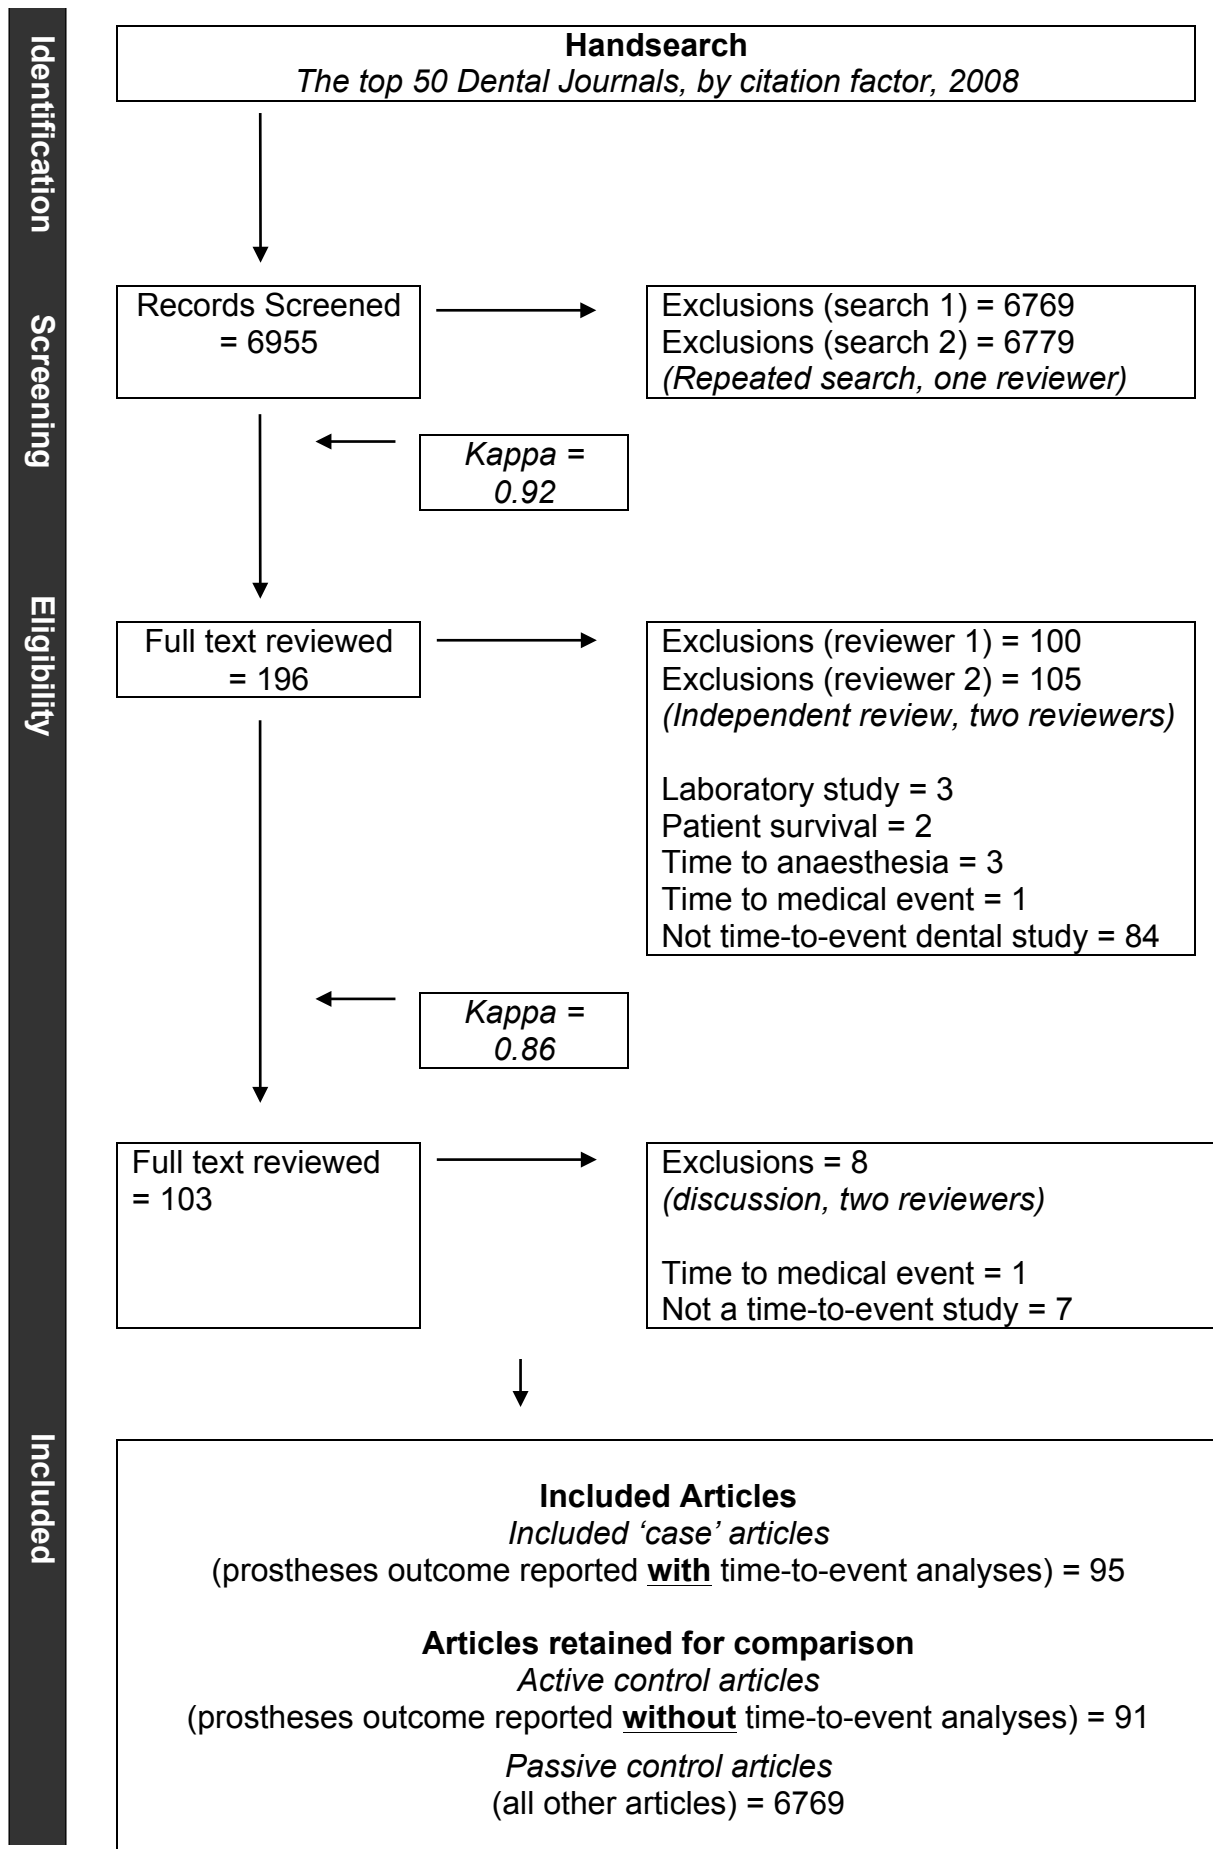 Identification
Handsearch
The top 50 Dental Journals, by citation factor, 2008
Screening
Records Screened
= 6955
Exclusions (search 1) = 6769
Exclusions (search 2) = 6779
(Repeated search, one reviewer)
Kappa =
0.92
Eligibility
Full text reviewed
= 196
Exclusions (reviewer 1) = 100
Exclusions (reviewer 2) = 105
(Independent review, two reviewers)
Laboratory study = 3
Patient survival = 2
Time to anaesthesia = 3
Time to medical event = 1
Not time-to-event dental study = 84
Kappa =
0.86
Full text reviewed
= 103
Exclusions = 8
(discussion, two reviewers)
Time to medical event = 1
Not a time-to-event study = 7
Included
Included Articles
Included ‘case’ articles
(prostheses outcome reported with time-to-event analyses) = 95
Articles retained for comparison
Active control articles
(prostheses outcome reported without time-to-event analyses) = 91
Passive control articles
(all other articles) = 6769